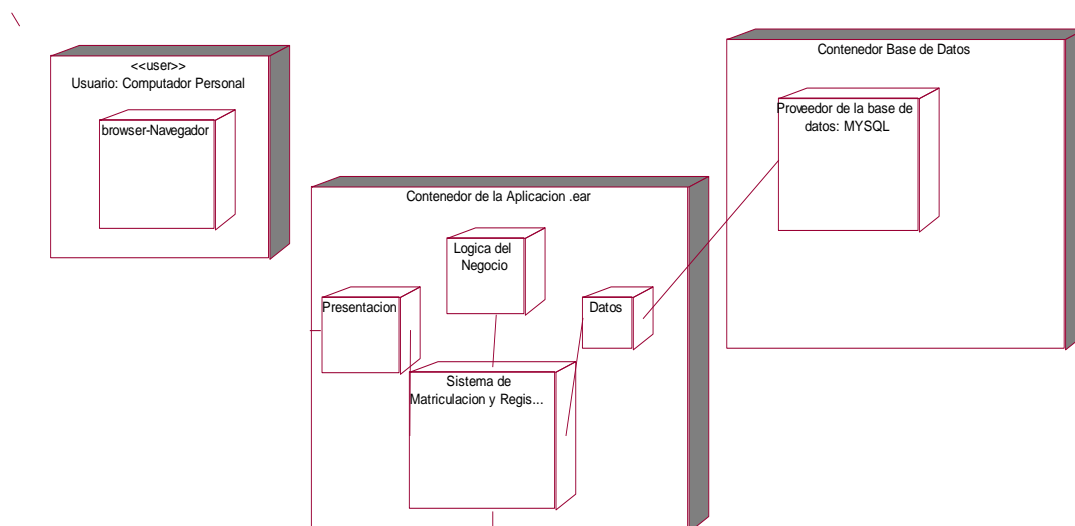 <<user>>
Usuario: Computador Personal
browser-Navegador
Contenedor de la Aplicacion .ear
Logica del
Negocio
Presentacion
Datos
Sistema de
Matriculacion y Regis...
Contenedor Base de Datos
Proveedor de la base de
datos: MYSQL